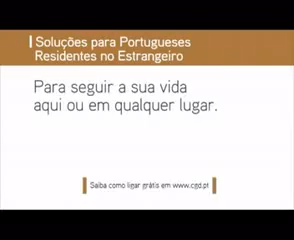 Soluções para Portugueses
Residentes no Estrangeiro
Para seguir a sua vida
aqui ou em qualquer lugar.
Saiba como ligar grátis em www.cgd.pt